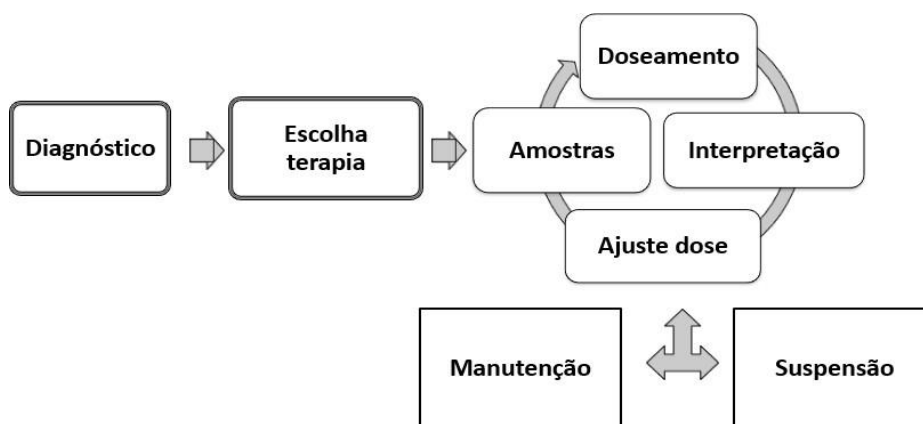 Diagnóstico
Escolha
terapia
Amostras
Doseamento
Interpretação
Ajuste dose
Manutenção
Suspensão